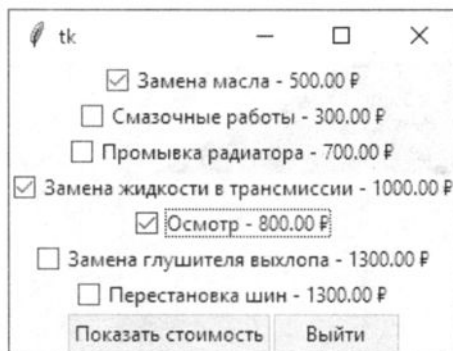 tk
Замена масла - 500.00 ₽
Смазочные работы - 300.00 ₽
Промывка радиатора - 700.00 ₽
Замена жидкости в трансмиссии - 1000.00 ₽
Осмотр - 800.00 ₽
Замена глушителя выхлопа - 1300.00 ₽
Перестановка шин - 1300.00 ₽
Показать стоимость Выйти